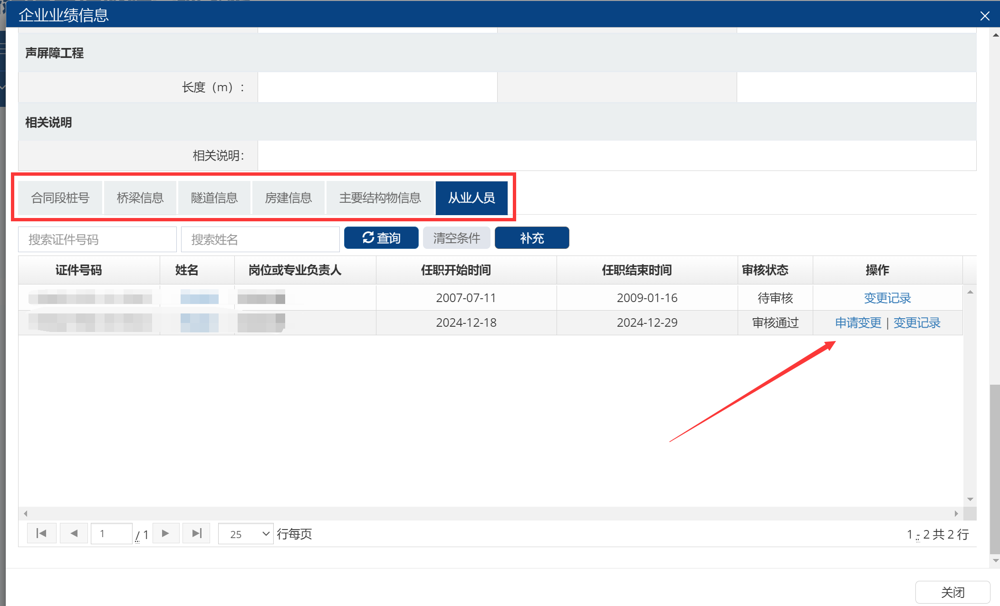 企业业绩信息
声屏障工程
长度（m）：
相关说明
相关说明：
合同段桩号 桥梁信息 隧道信息 房建信息 主要结构物信息 从业人员
搜索证件号码 搜索姓名 查询 清空条件 补充
证件号码 姓名 岗位或专业负责人 任职开始时间 任职结束时间 审核状态 操作
2007-07-11 2009-01-16 待审核 变更记录
2024-12-18 2024-12-29 审核通过 申请变更 | 变更记录
1 / 1 25 行每页 1 - 2 共 2 行
关闭